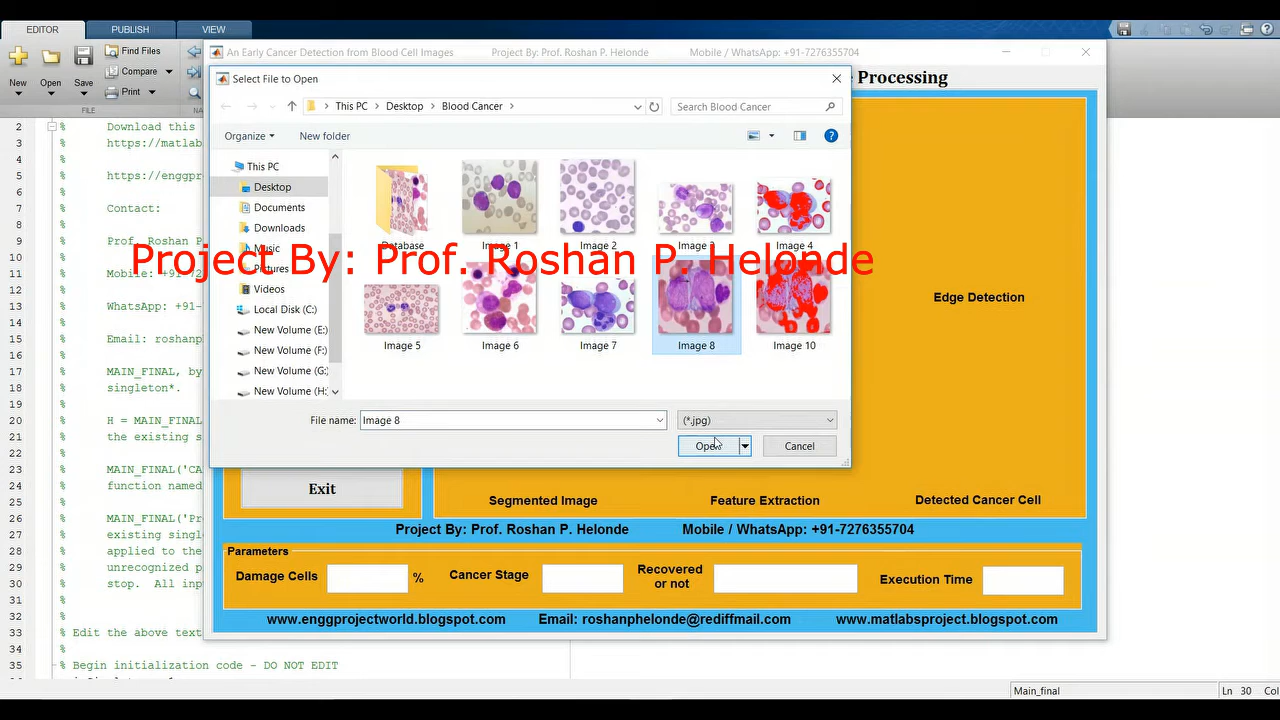 EDITOR
PUBLISH
VIEW
New
Open
Save
Find Files
Compare
Print
FILE
An Early Cancer Detection from Blood Cell Images Project By: Prof. Roshan P. Helonde Mobile / WhatsApp: +91-7276355704
Processing
Select File to Open
This PC > Desktop > Blood Cancer >
Search Blood Cancer
Organize
New folder
This PC
Desktop
Documents
Downloads
Music
Pictures
Videos
Local Disk (C:)
New Volume (E:)
New Volume (F:)
New Volume (G:)
New Volume (H:)
Database
Image 1
Image 2
Image 3
Image 4
Image 5
Image 6
Image 7
Image 8
Image 10
Project By: Prof. Roshan P. Helonde
File name:
Image 8
(*.jpg)
Open
Cancel
Edge Detection
Exit
Segmented Image
Feature Extraction
Detected Cancer Cell
Project By: Prof. Roshan P. Helonde Mobile / WhatsApp: +91-7276355704
Parameters
Damage Cells
%
Cancer Stage
Recovered
or not
Execution Time
www.enggprojectworld.blogspot.com Email: roshanphelonde@rediffmail.com www.matlabsproject.blogspot.com
2 % Download this
3 % https://matlab
4 %
5 % https://enggpr
6 %
7 % Contact:
8 %
9 % Prof. Roshan P
10 %
11 % Mobile: +91-7
12 %
13 % WhatsApp: +91-
14 %
15 % Email: roshanp
16 %
17 % MAIN_FINAL, by
18 % singleton*.
19 %
20 % H = MAIN_FINAL
21 % the existing s
22 %
23 % MAIN_FINAL('CA
24 % function named
25 %
26 % MAIN_FINAL('Pr
27 % existing singl
28 % applied to the
29 % unrecognized p
30 % stop. All inp
31 %
32 %
33 % Edit the above text
34 %
35 % Begin initialization code - DO NOT EDIT
Main_final
Ln 30 Col